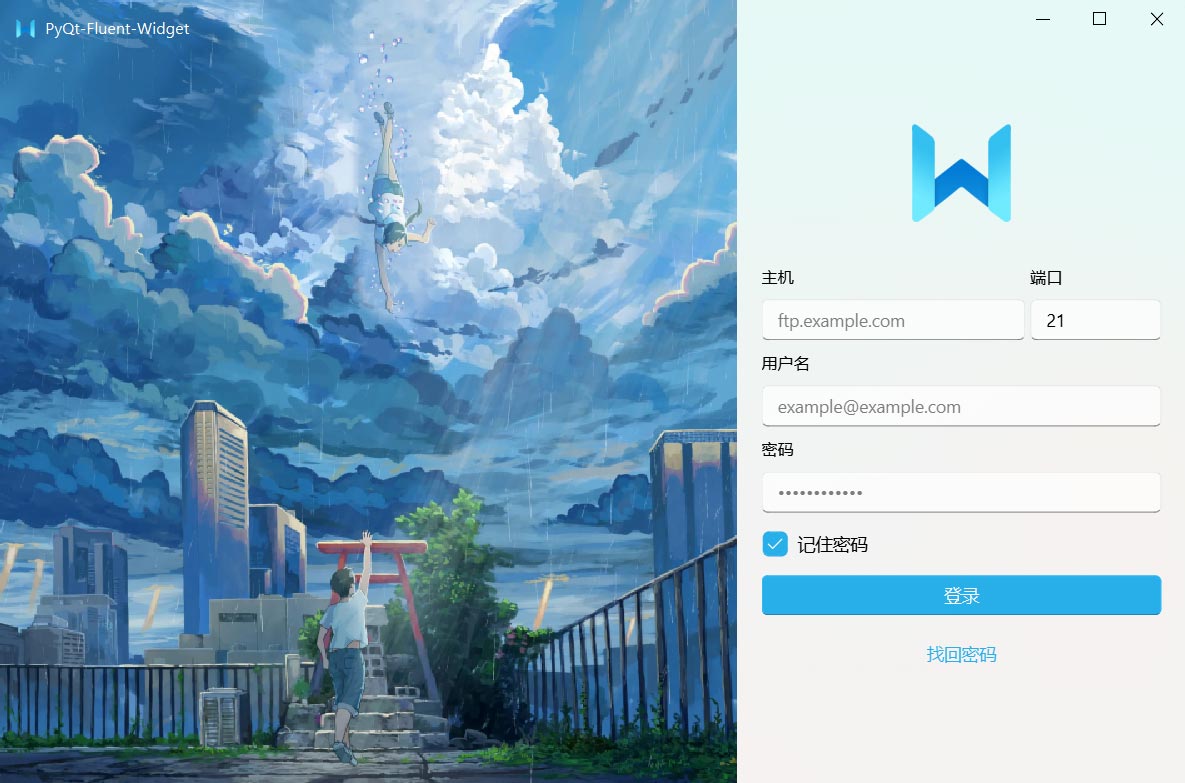 PyQt-Fluent-Widget
主机
端口
ftp.example.com
21
用户名
example@example.com
密码
••••••••••••
记住密码
登录
找回密码